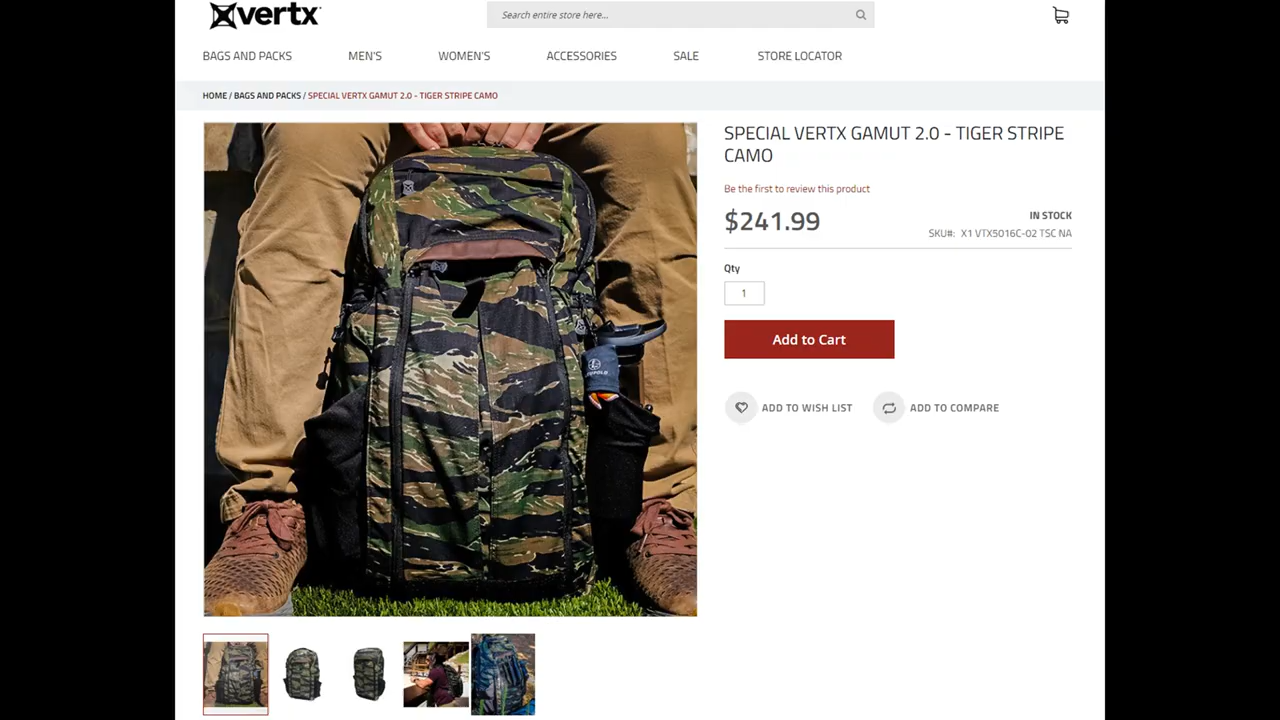 vertx
Search entire store here...
BAGS AND PACKS MEN'S WOMEN'S ACCESSORIES SALE STORE LOCATOR
HOME / BAGS AND PACKS / SPECIAL VERTX GAMUT 2.0 - TIGER STRIPE CAMO
SPECIAL VERTX GAMUT 2.0 - TIGER STRIPE
CAMO
Be the first to review this product
$241.99
IN STOCK
SKU#: X1 VTX5016C-02 TSC NA
Qty
1
Add to Cart
ADD TO WISH LIST ADD TO COMPARE